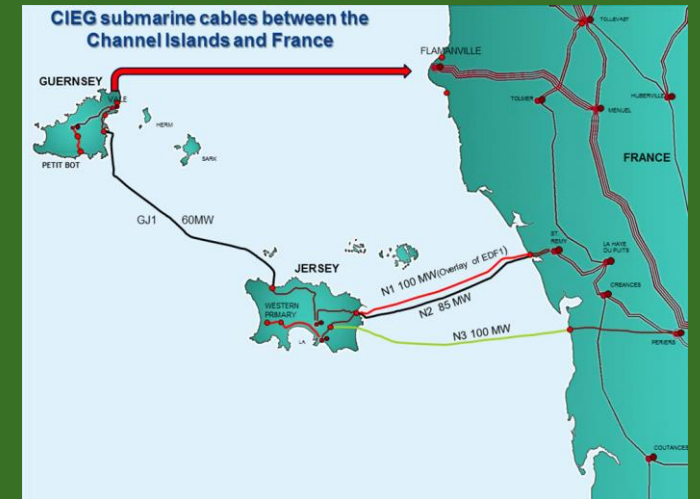 CIEG submarine cables between the
Channel Islands and France
TOLLEVAST
FLAMANVILLE
GUERNSEY
VALE
TOLIVIER
HUBERVILLE
MENUEL
HERM
SARK
PETIT BOT
FRANCE
GJ1 60MW
ST
REMY
LA HAYE
DU PUITS
JERSEY
N1 100 MW(Overlay of EDF1)
N2 85 MW
CREANCES
WESTERN
PRIMARY
LA
N3 100 MW
PERIERS
COUTANCES